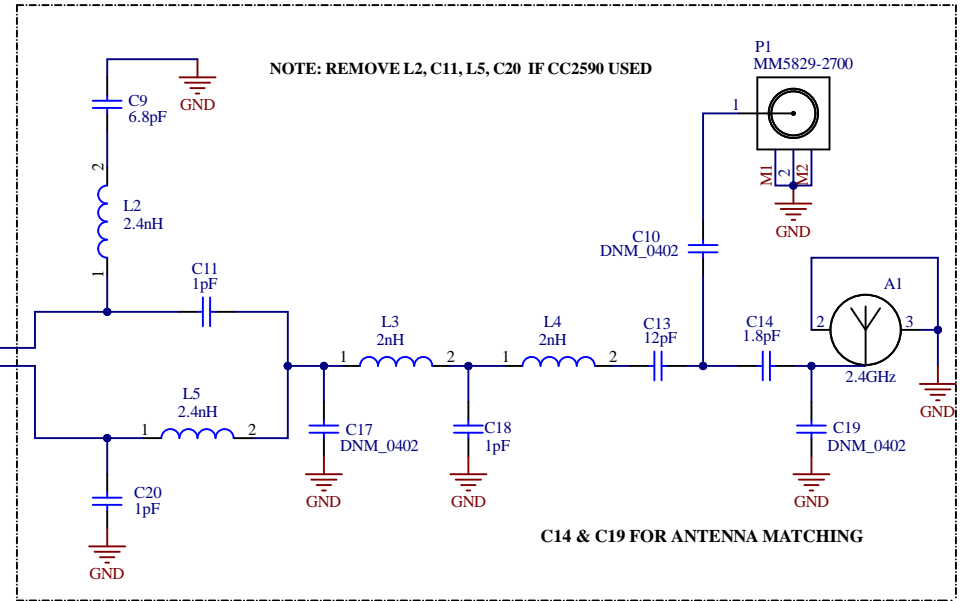 P1
MM5829-2700
NOTE: REMOVE L2, C11, L5, C20 IF CC2590 USED
GND
C9
6.8pF
1
M1
2
M2
GND
2
L2
2.4nH
1
C10
DNM_0402
C11
1pF
A1
2
3
2.4GHz
GND
L3
2nH
1
2
L4
2nH
1
2
C13
12pF
C14
1.8pF
L5
2.4nH
1
2
C17
DNM_0402
GND
C18
1pF
GND
C19
DNM_0402
GND
C20
1pF
GND
C14 & C19 FOR ANTENNA MATCHING